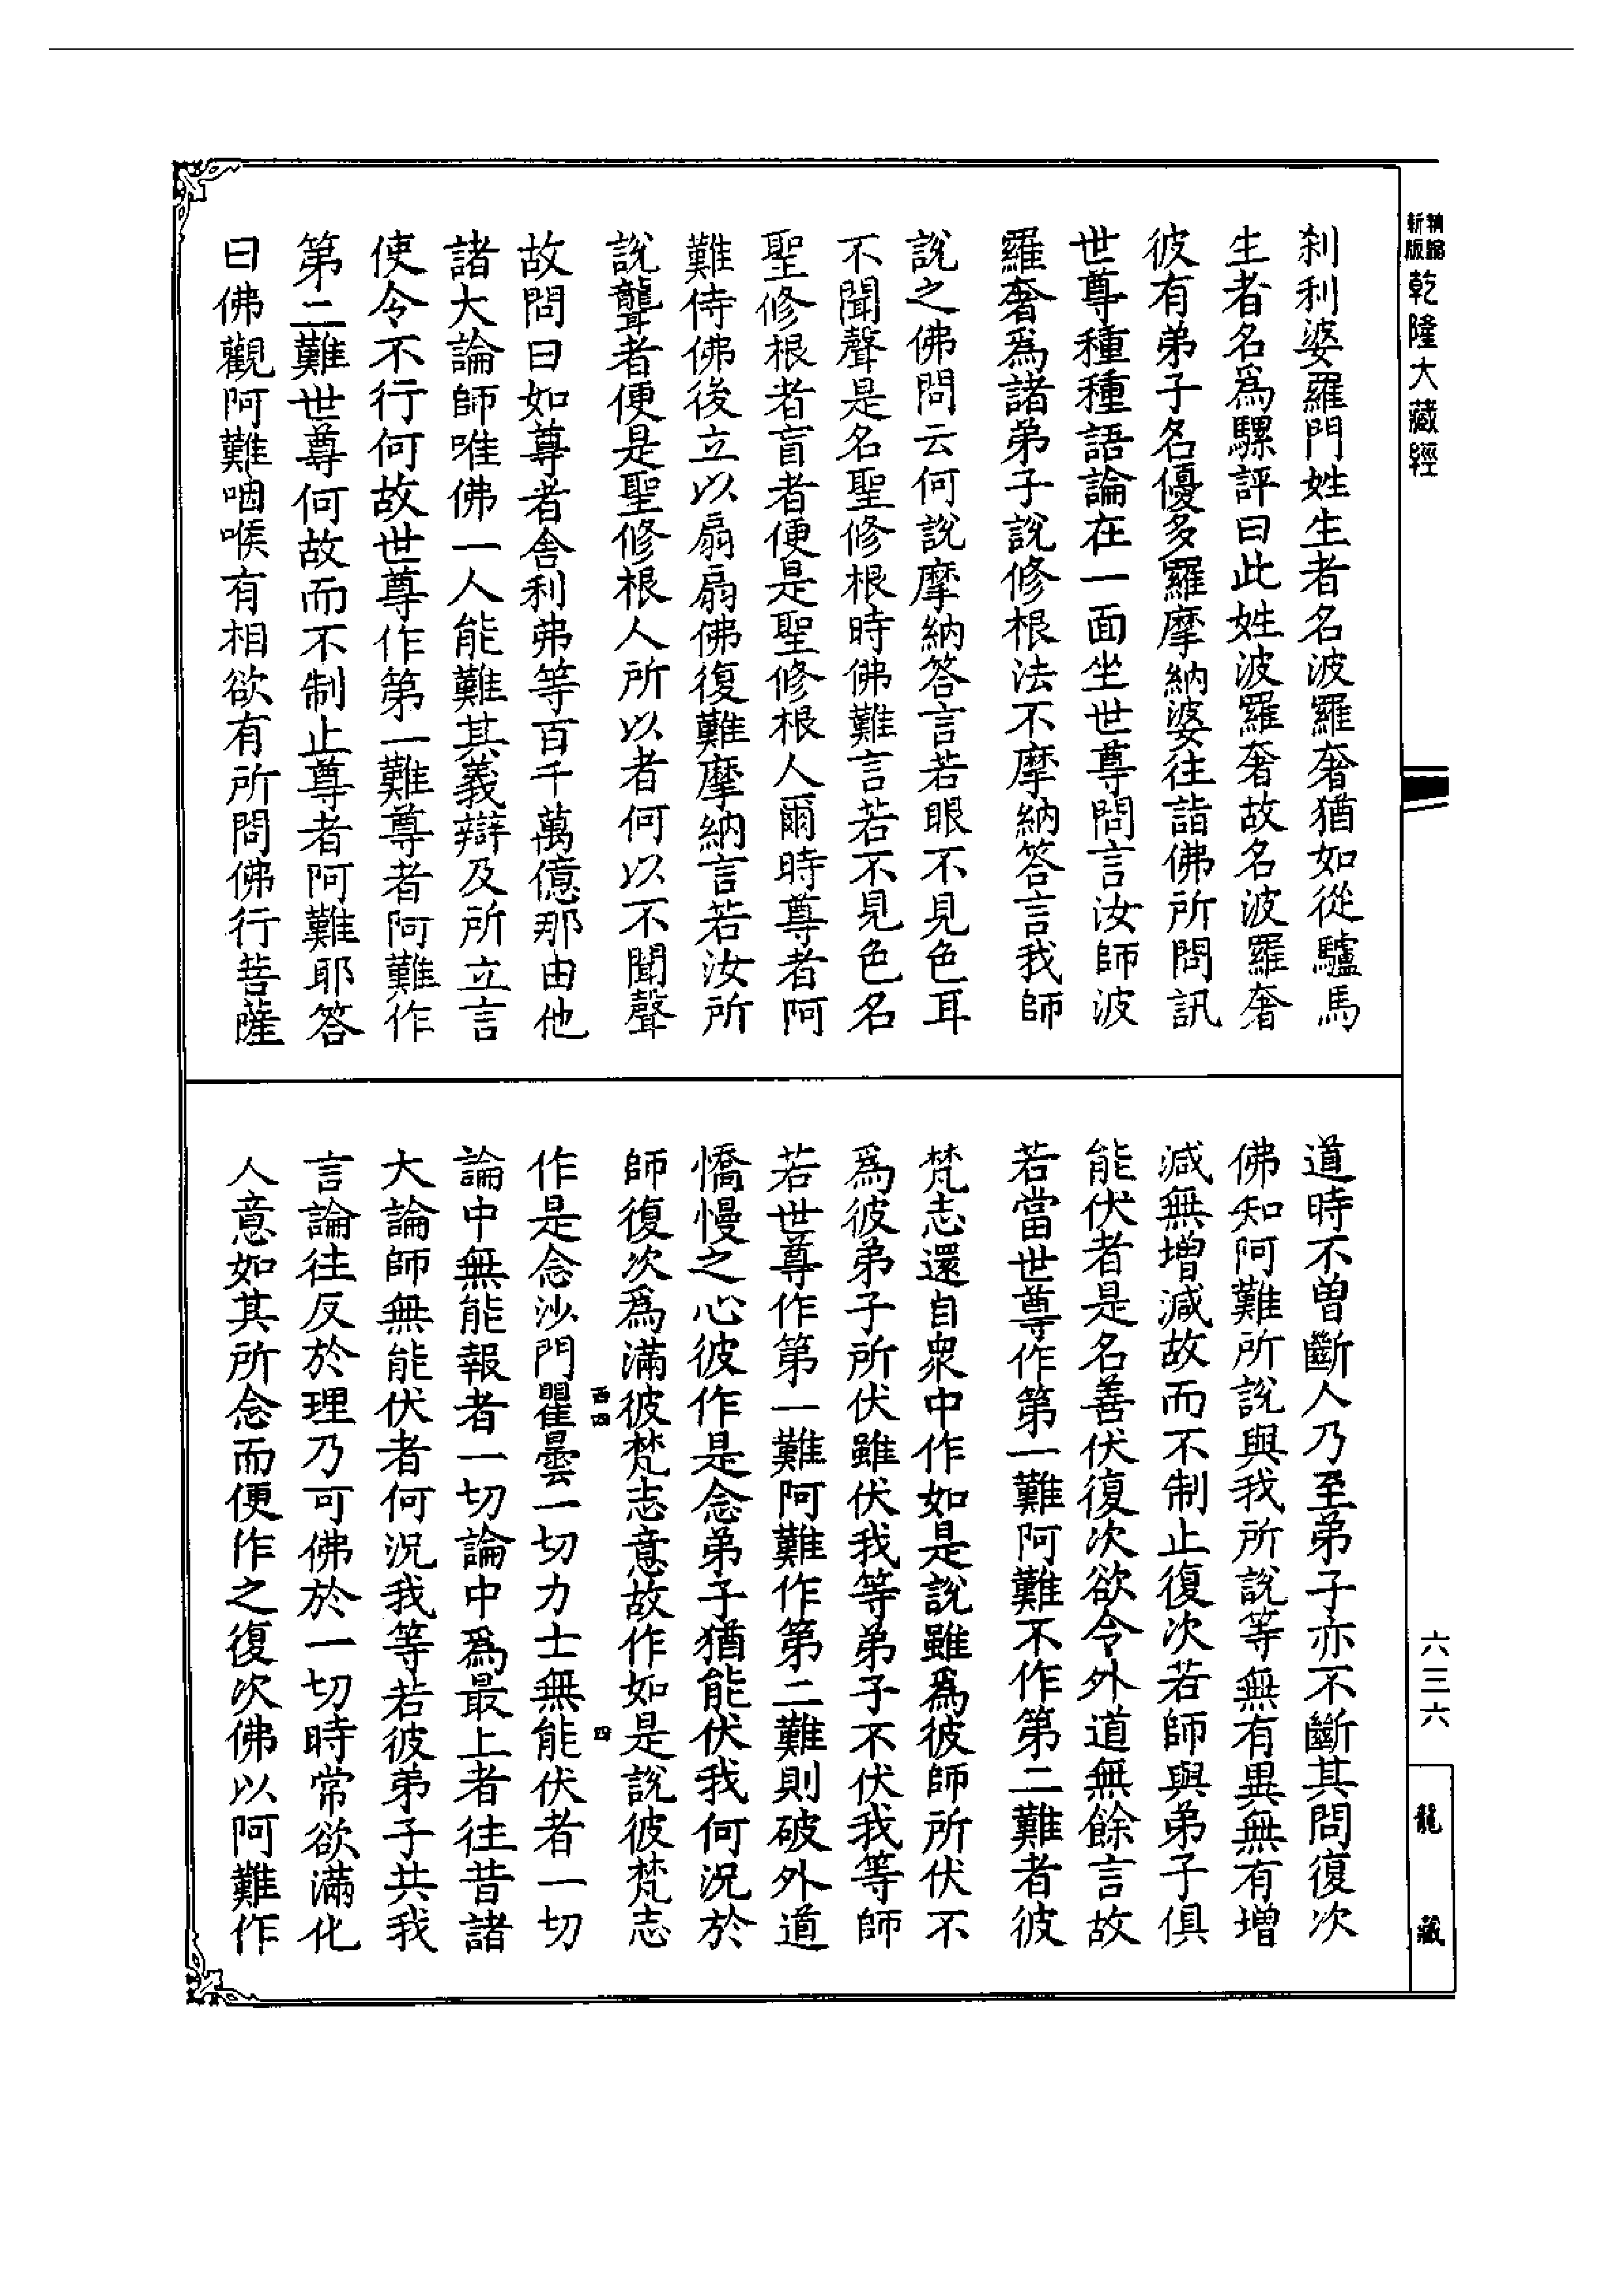 新版 精編 乾隆大藏經
剎利婆羅門姓生者名波羅奢猶如從驢馬
生者名爲騾評曰此姓波羅奢故名波羅奢
彼有弟子名優多羅摩納婆往詣佛所問訊
世尊種種語論在一面坐世尊問言汝師波
羅奢爲諸弟子說修根法不摩納答言我師
說之佛問云何說摩納答言若眼不見色耳
不聞聲是名聖修根時佛難言若不見色名
聖修根者盲者便是聖修根人爾時尊者阿
難侍佛後立以扇扇佛復難摩納言若汝所
說聾者便是聖修根人所以者何以不聞聲
故問曰如尊者舍利弗等百千萬億那由他
諸大論師唯佛一人能難其義辯及所立言
使令不行何故世尊作第一難尊者阿難作
第二難世尊何故而不制止尊者阿難耶答
曰佛觀阿難咽喉有相欲有所問佛行菩薩
道時不曾斷人乃至弟子亦不斷其問復次
佛知阿難所說與我所說等無有異無有增
減無增減故而不制止復次若師與弟子俱
能伏者是名善伏復次欲令外道無餘言故
若當世尊作第一難阿難不作第二難者彼
梵志還自衆中作如是說雖爲彼師所伏不
爲彼弟子所伏雖伏我等弟子不伏我等師
若世尊作第一難阿難作第二難則破外道
憍慢之心彼作是念弟子猶能伏我何況於
師復次爲滿彼梵志意故作如是說彼梵志
作是念沙門瞿曇一切力士無能伏者一切
論中無能報者一切論中爲最上者往昔諸
大論師無能伏者何況我等若彼弟子共我
言論往反於理乃可佛於一切時常欲滿化
人意如其所念而便作之復次佛以阿難作
六三六
龍藏